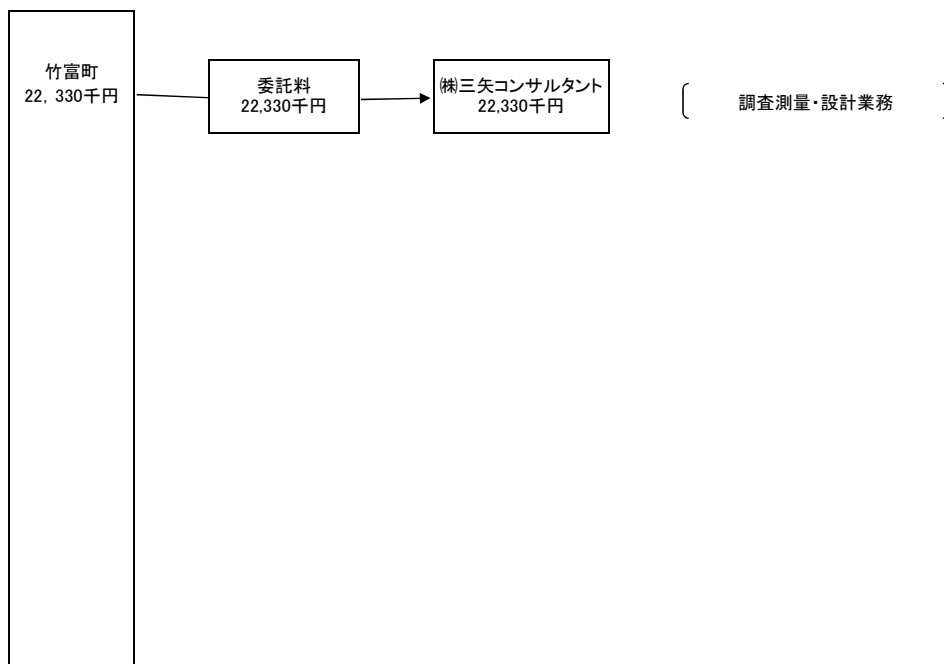 竹富町
22, 330千円
委託料
22,330千円
㈱三矢コンサルタント
22,330千円
調査測量・設計業務